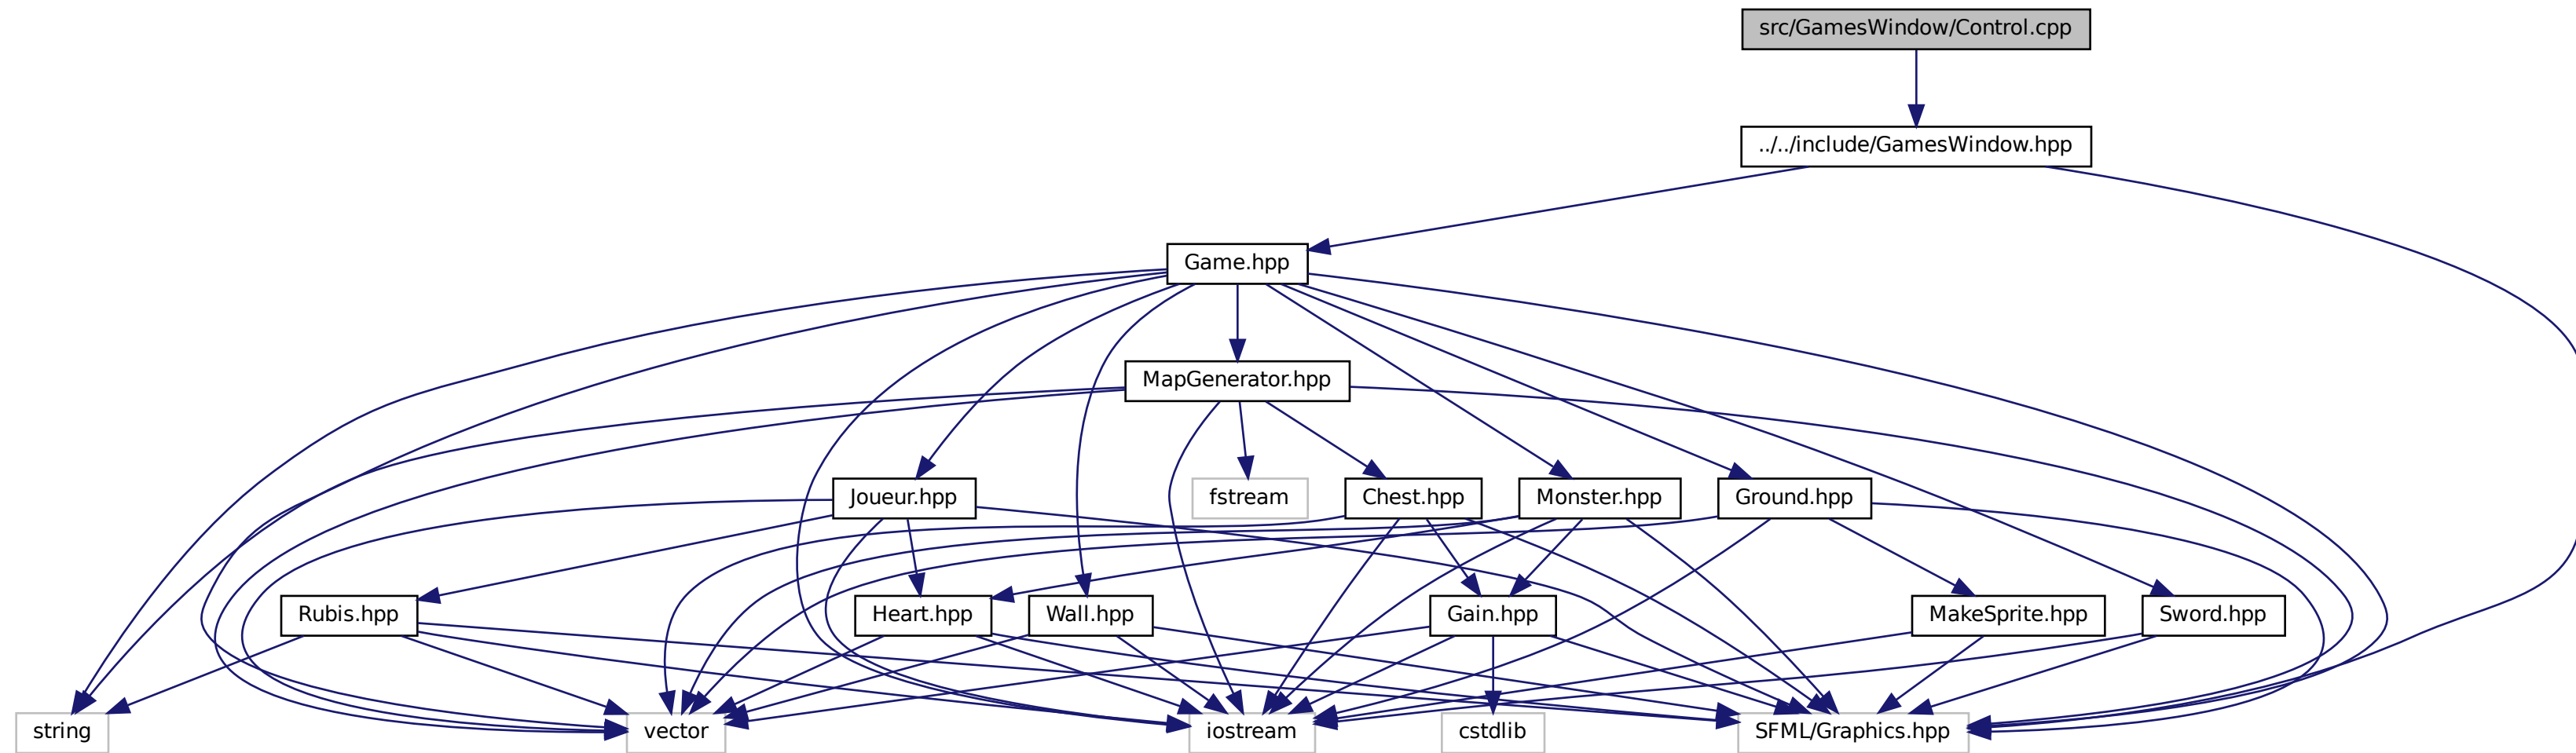 src/GamesWindow/Control.cpp
../../include/GamesWindow.hpp
Game.hpp
MapGenerator.hpp
Joueur.hpp
fstream
Chest.hpp
Monster.hpp
Ground.hpp
Rubis.hpp
Heart.hpp
Wall.hpp
Gain.hpp
MakeSprite.hpp
Sword.hpp
string
vector
iostream
cstdlib
SFML/Graphics.hpp